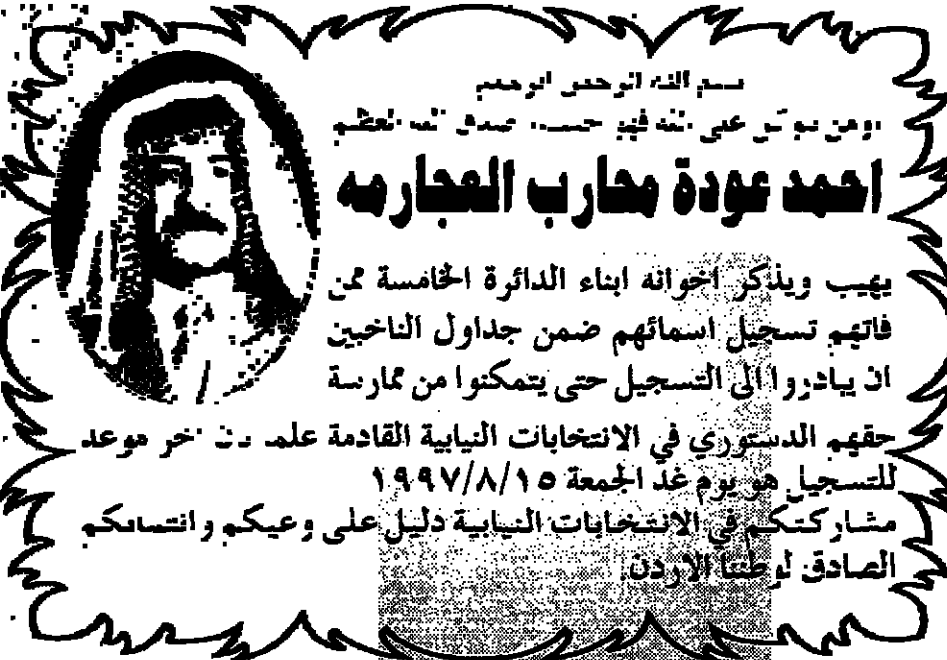 بسم الله الرحمن الرحيم
ومن يتوكل على الله فهو حسبه صدق الله العظيم
احمد عودة محارب العجارمه
يهيب ويذكر اخوانه ابناء الدائرة الخامسة ممن
فاتهم تسجيل اسمائهم ضمن جداول الناخبين
ان يبادروا الى التسجيل حتى يتمكنوا من ممارسة
حقهم الدستوري في الانتخابات النيابية القادمة علما بان اخر موعد
للتسجيل هو يوم غد الجمعة ١٩٩٧/٨/١٥
مشاركتكم في الانتخابات النيابية دليل على وعيكم وانتمائكم
الصادق لوطننا الاردن.